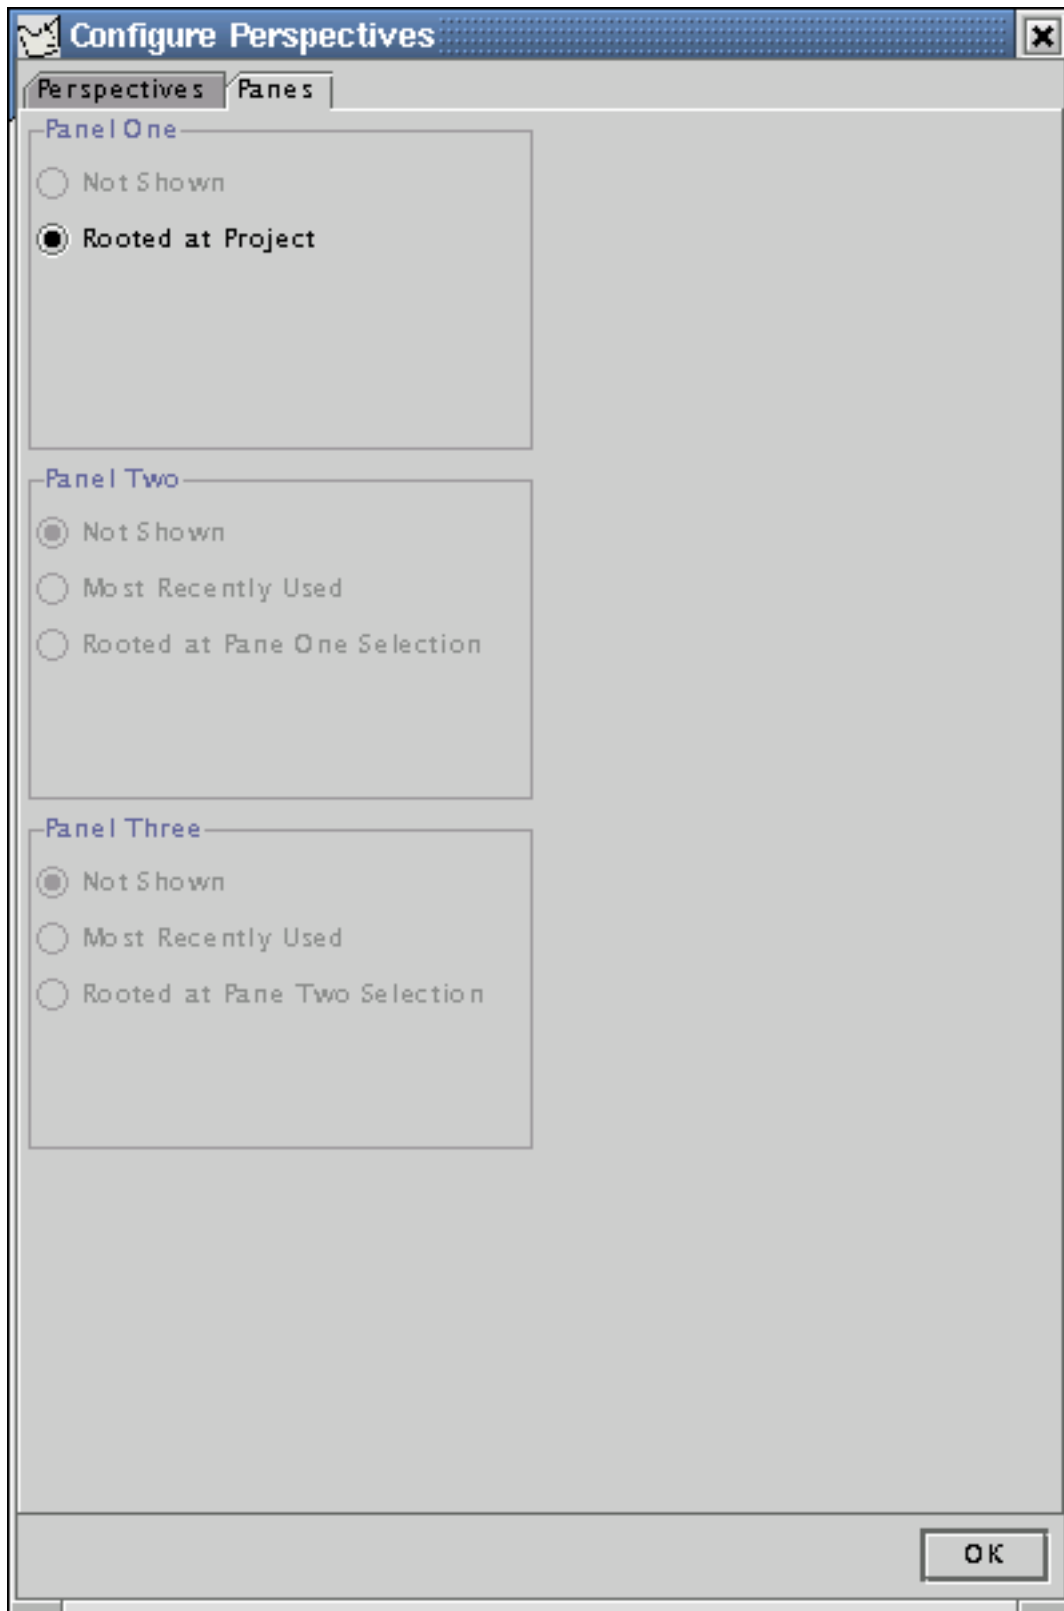 Configure Perspectives
Perspectives Panes
Panel One
Not Shown
Rooted at Project
Panel Two
Not Shown
Most Recently Used
Rooted at Pane One Selection
Panel Three
Not Shown
Most Recently Used
Rooted at Pane Two Selection
OK